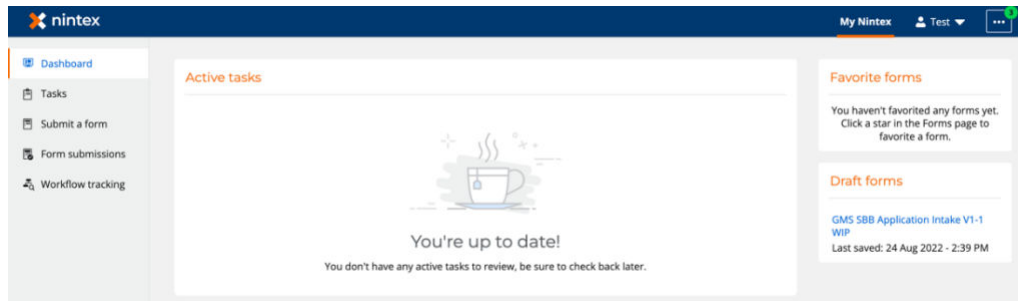 nintex
My Nintex
Test
3
Dashboard
Tasks
Submit a form
Form submissions
Workflow tracking
Active tasks
You're up to date!
You don't have any active tasks to review, be sure to check back later.
Favorite forms
You haven't favorited any forms yet.
Click a star in the Forms page to
favorite a form.
Draft forms
GMS SBB Application Intake V1-1
WIP
Last saved: 24 Aug 2022 - 2:39 PM